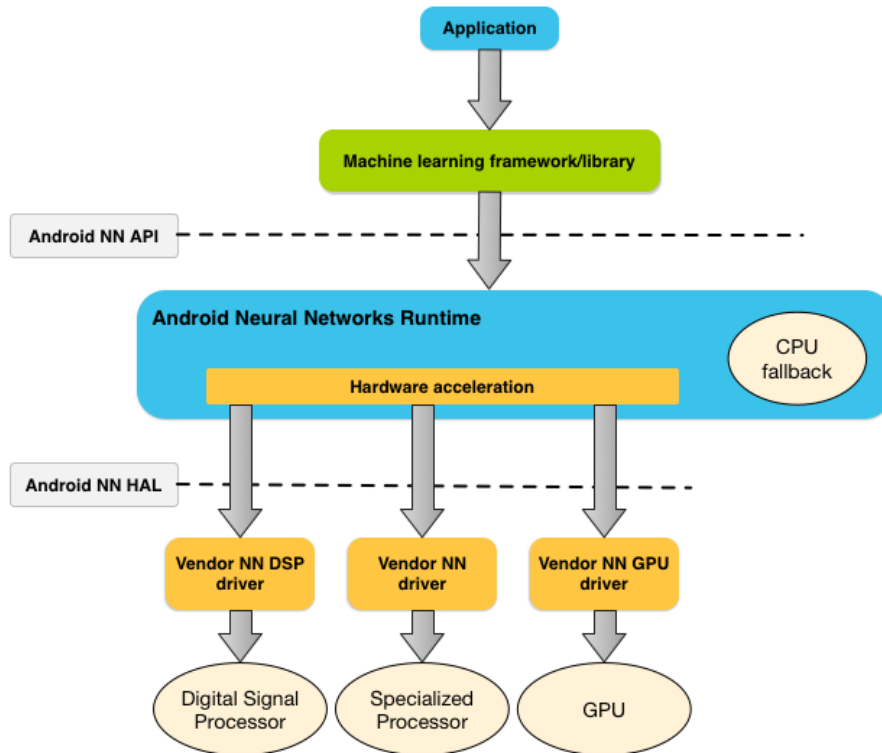 Application
Machine learning framework/library
Android NN API
Android Neural Networks Runtime
CPU
fallback
Hardware acceleration
Android NN HAL
Vendor NN DSP
driver
Vendor NN
driver
Vendor NN GPU
driver
Digital Signal
Processor
Specialized
Processor
GPU